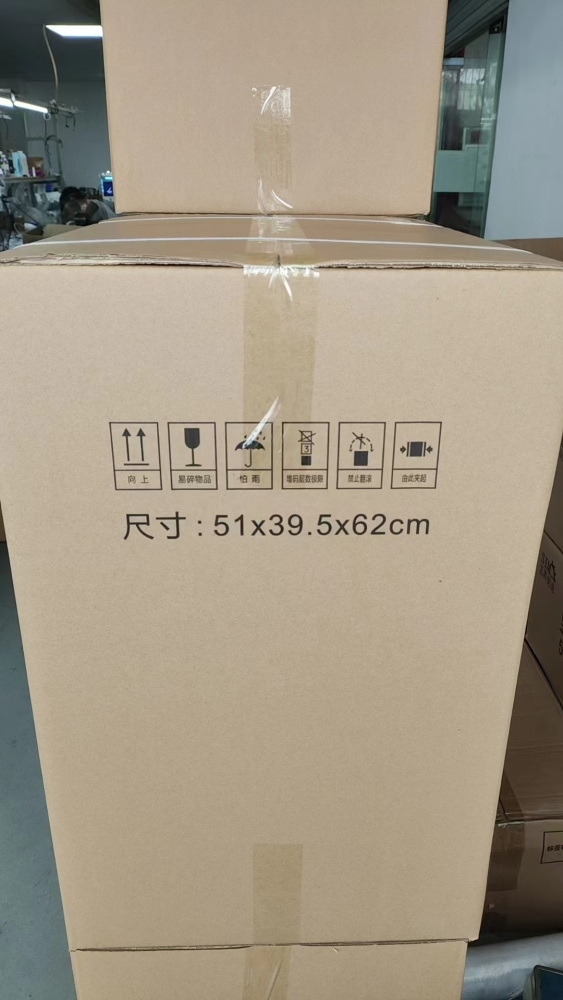 向上 易碎物品 怕雨 3 堆码层数极限 禁止翻滚 由此夹起
尺寸:51x39.5x62cm